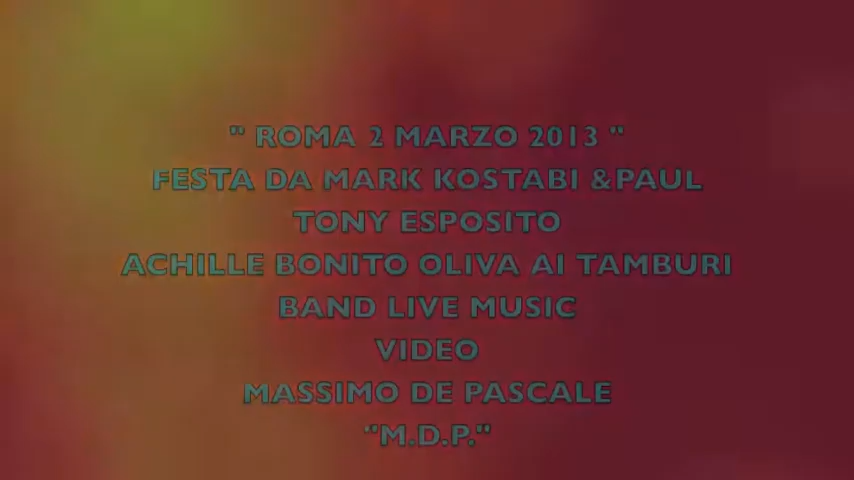 " ROMA 2 MARZO 2013 "
FESTA DA MARK KOSTABI &PAUL
TONY ESPOSITO
ACHILLE BONITO OLIVA AI TAMBURI
BAND LIVE MUSIC
VIDEO
MASSIMO DE PASCALE
"M.D.P."